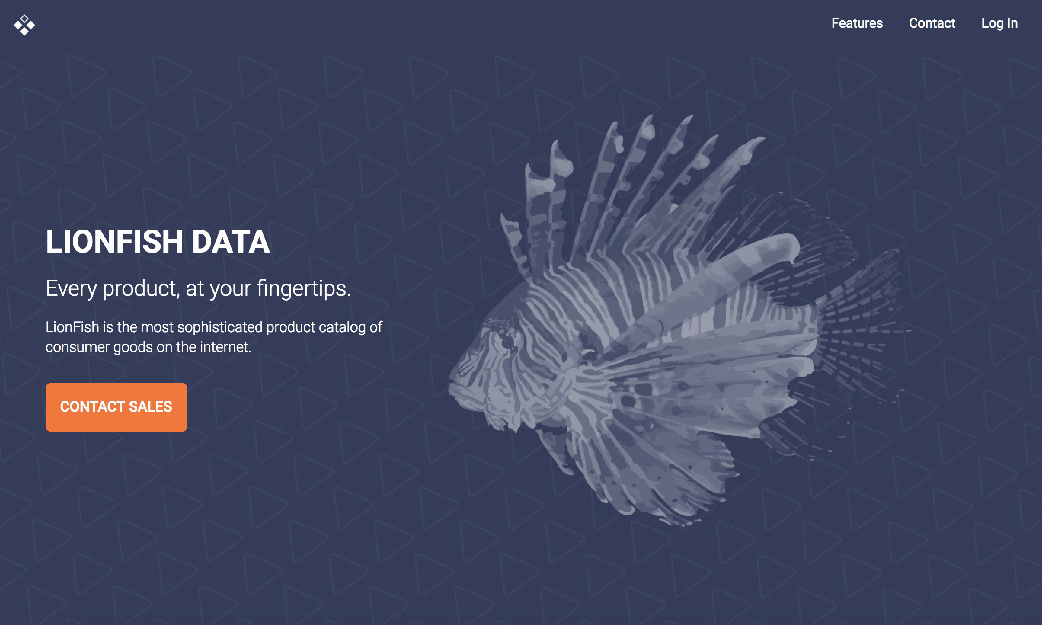 Features
Contact
Log In
LIONFISH DATA
Every product, at your fingertips.
LionFish is the most sophisticated product catalog of
consumer goods on the internet.
CONTACT SALES